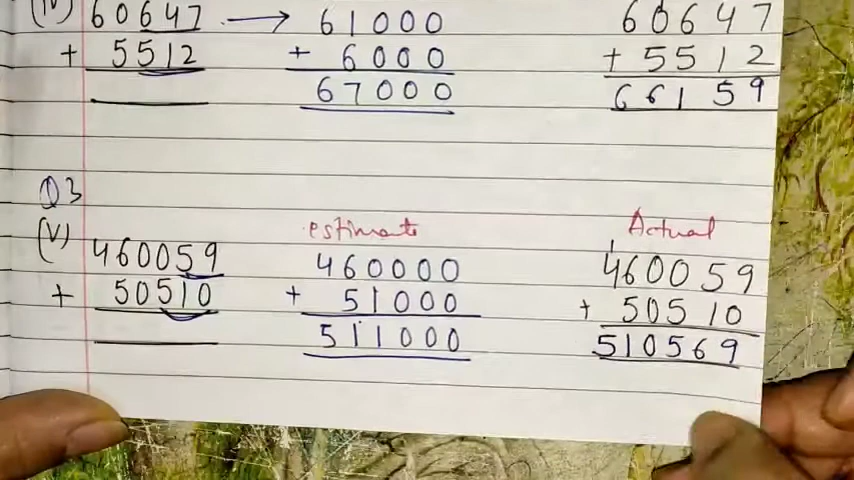 (iv) 60647 → 61000 60647
+ 5512 + 6000 + 5512
67000 66159
Q3
estimate Actual
(V) 460059 460000 1 460059
+ 50510 + 51000 + 50510
511000 510569